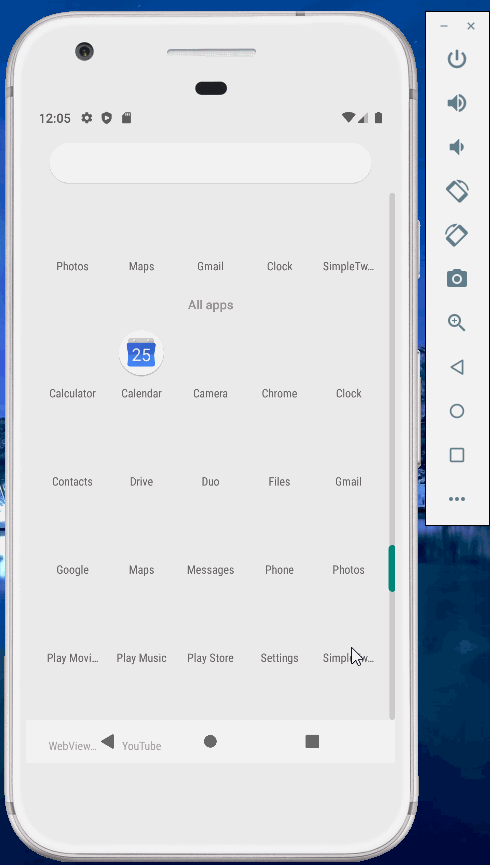 12:05
Photos Maps Gmail Clock SimpleTw...
All apps
25
Calculator Calendar Camera Chrome Clock
Contacts Drive Duo Files Gmail
Google Maps Messages Phone Photos
Play Movi... Play Music Play Store Settings SimpleTw...
WebView... YouTube